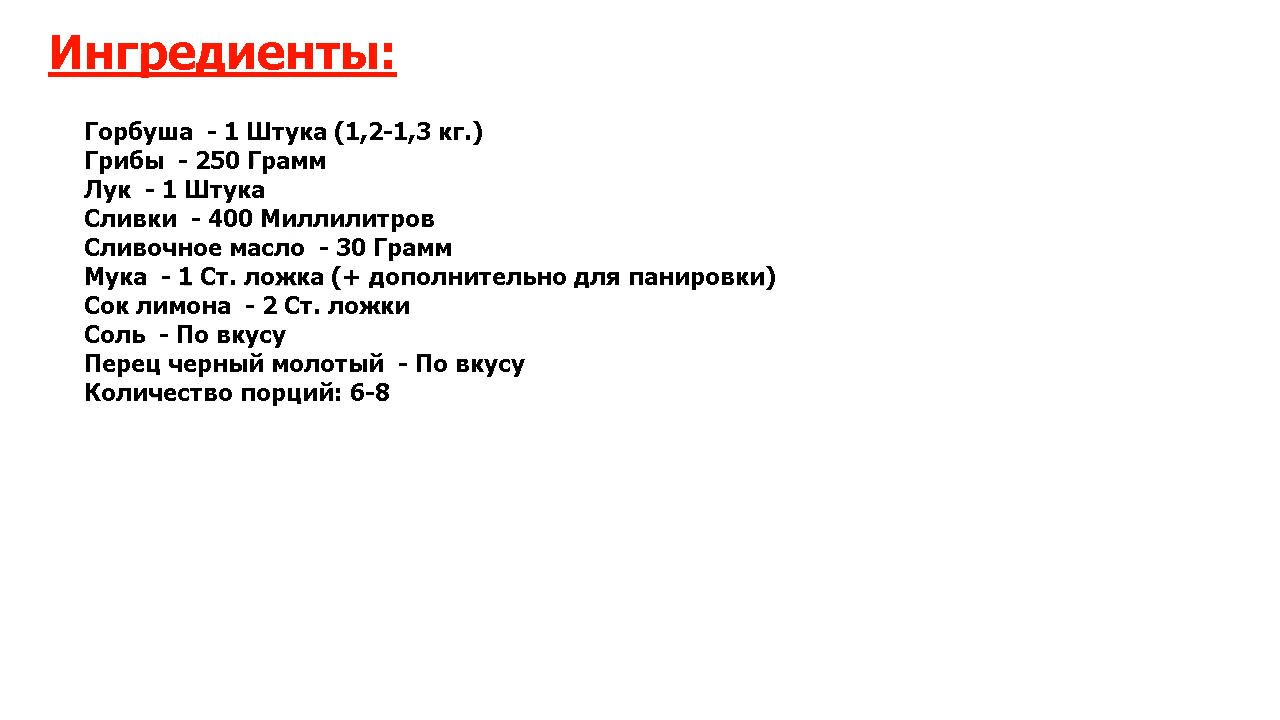 Ингредиенты:
Горбуша  - 1 Штука (1,2-1,3 кг.)
Грибы  - 250 Грамм
Лук  - 1 Штука
Сливки  - 400 Миллилитров
Сливочное масло  - 30 Грамм
Мука  - 1 Ст. ложка (+ дополнительно для панировки)
Сок лимона  - 2 Ст. ложки
Соль  - По вкусу
Перец черный молотый  - По вкусу
Количество порций: 6-8